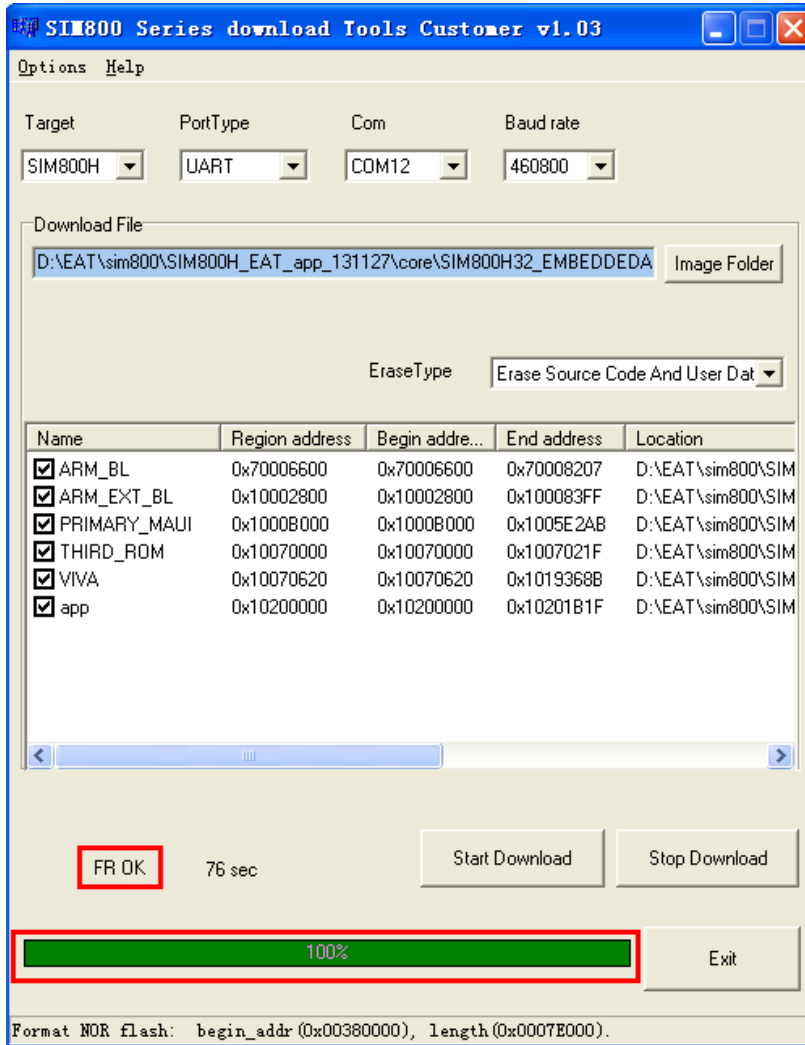 SIM800 Series download Tools Customer v1.03
Options Help
Target PortType Com Baud rate
SIM800H UART COM12 460800
Download File
D:\EAT\sim800\SIM800H_EAT_app_131127\core\SIM800H32_EMBEDDEDA Image Folder
EraseType Erase Source Code And User Dat
Name Region address Begin addre... End address Location
ARM_BL 0x70006600 0x70006600 0x70008207 D:\EAT\sim800\SIM
ARM_EXT_BL 0x10002800 0x10002800 0x100083FF D:\EAT\sim800\SIM
PRIMARY_MAUI 0x1000B000 0x1000B000 0x1005E2AB D:\EAT\sim800\SIM
THIRD_ROM 0x10070000 0x10070000 0x1007021F D:\EAT\sim800\SIM
VIVA 0x10070620 0x10070620 0x1019368B D:\EAT\sim800\SIM
app 0x10200000 0x10200000 0x10201B1F D:\EAT\sim800\SIM
FR OK 76 sec Start Download Stop Download
100% Exit
Format NOR flash: begin_addr(0x00380000), length(0x0007E000).